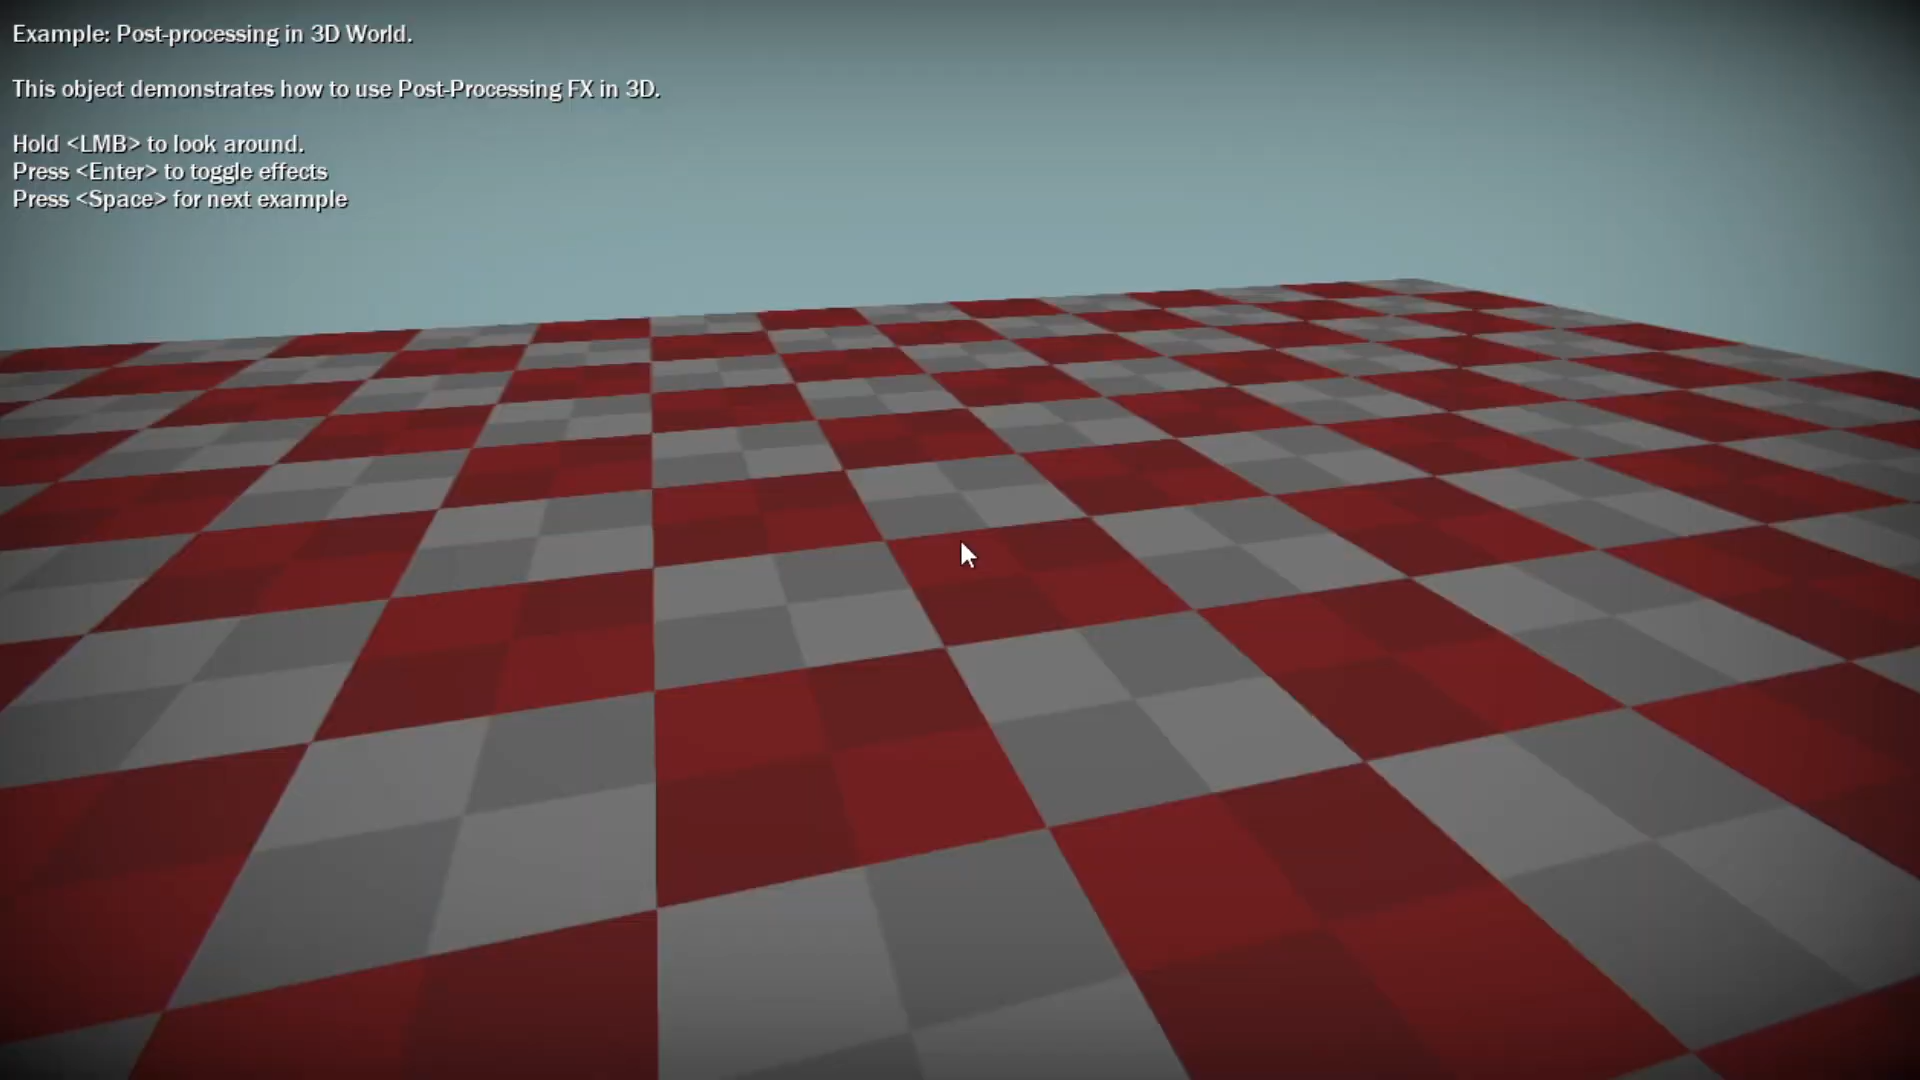 Example: Post-processing in 3D World.
This object demonstrates how to use Post-Processing FX in 3D.
Hold <LMB> to look around.
Press <Enter> to toggle effects
Press <Space> for next example